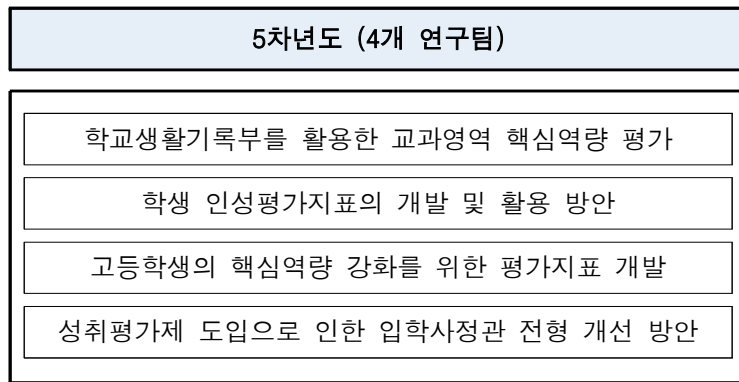 5차년도 (4개 연구팀)
학교생활기록부를 활용한 교과영역 핵심역량 평가
학생 인성평가지표의 개발 및 활용 방안
고등학생의 핵심역량 강화를 위한 평가지표 개발
성취평가제 도입으로 인한 입학사정관 전형 개선 방안